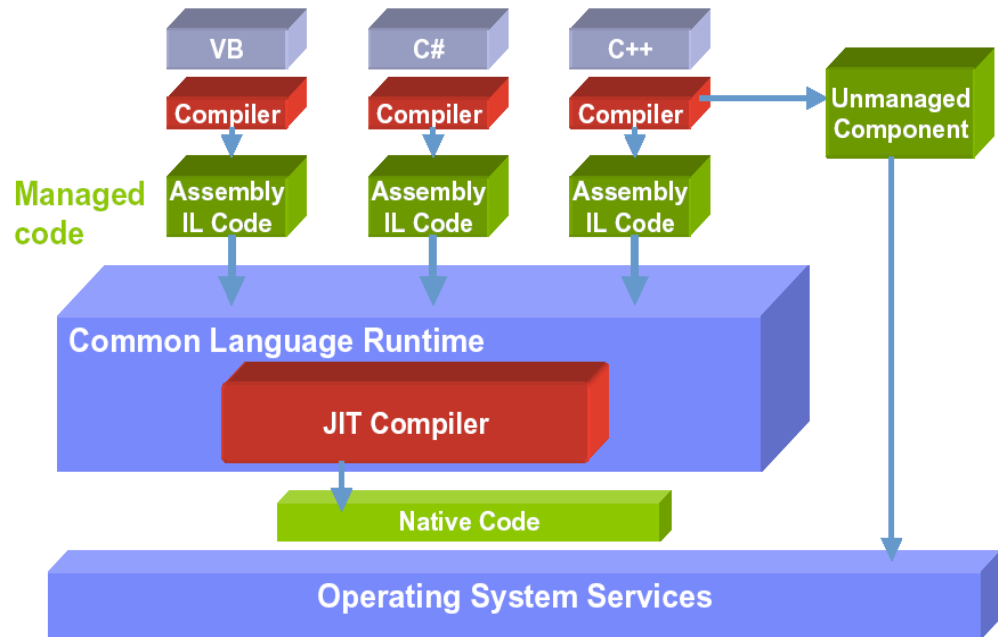 VB
C#
C++
Compiler
Compiler
Compiler
Unmanaged
Component
Managed
code
Assembly
IL Code
Assembly
IL Code
Assembly
IL Code
Common Language Runtime
JIT Compiler
Native Code
Operating System Services